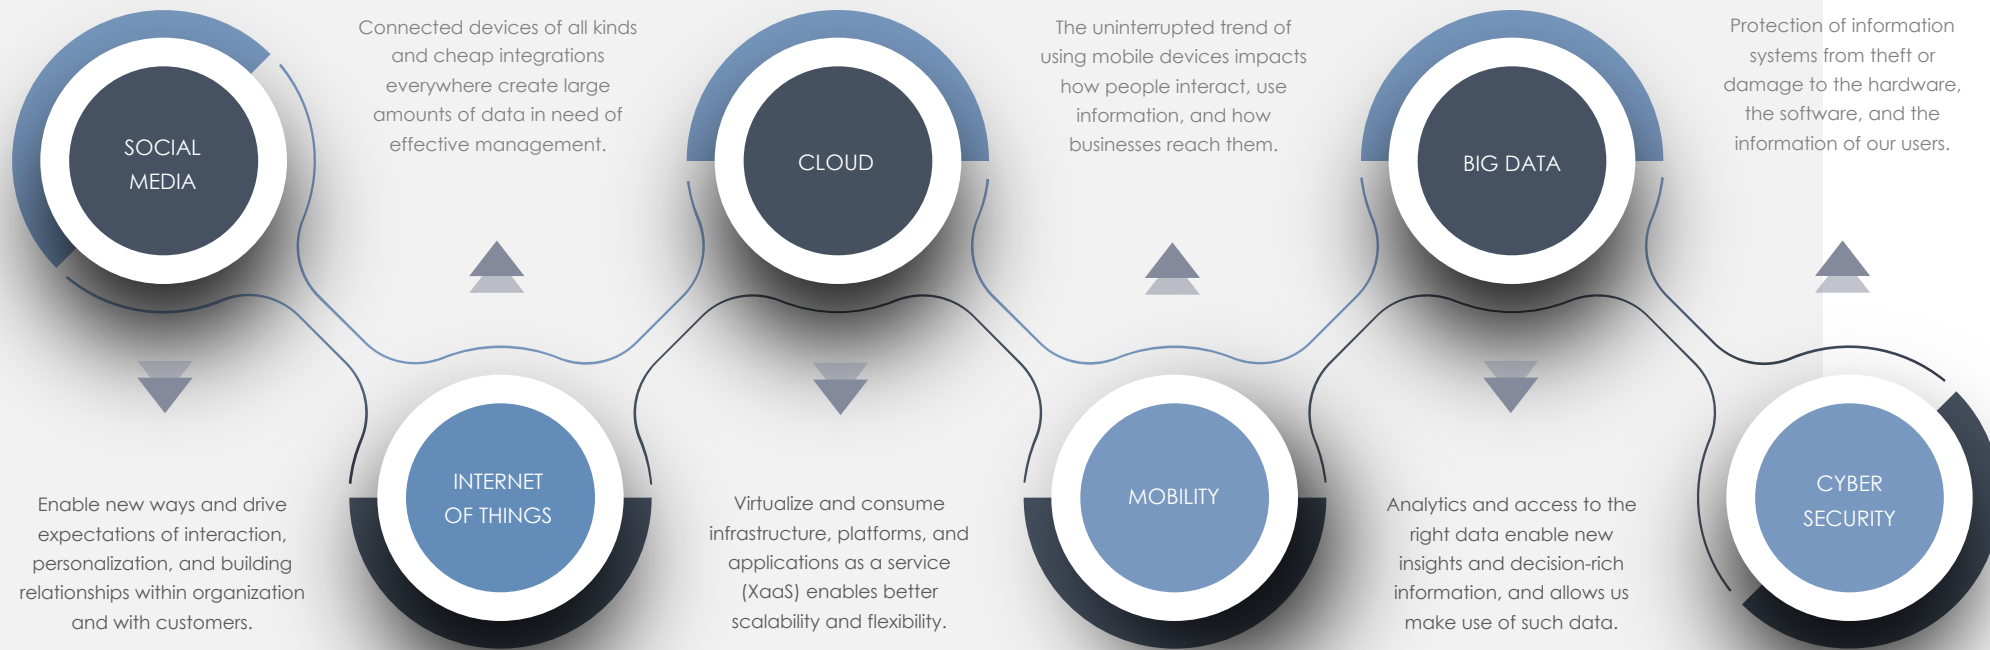 SOCIAL
MEDIA
Enable new ways and drive
expectations of interaction,
personalization, and building
relationships within organization
and with customers.
Connected devices of all kinds
and cheap integrations
everywhere create large
amounts of data in need of
effective management.
INTERNET
OF THINGS
CLOUD
Virtualize and consume
infrastructure, platforms, and
applications as a service
(XaaS) enables better
scalability and flexibility.
The uninterrupted trend of
using mobile devices impacts
how people interact, use
information, and how
businesses reach them.
MOBILITY
BIG DATA
Analytics and access to the
right data enable new
insights and decision-rich
information, and allows us
make use of such data.
Protection of information
systems from theft or
damage to the hardware,
the software, and the
information of our users.
CYBER
SECURITY